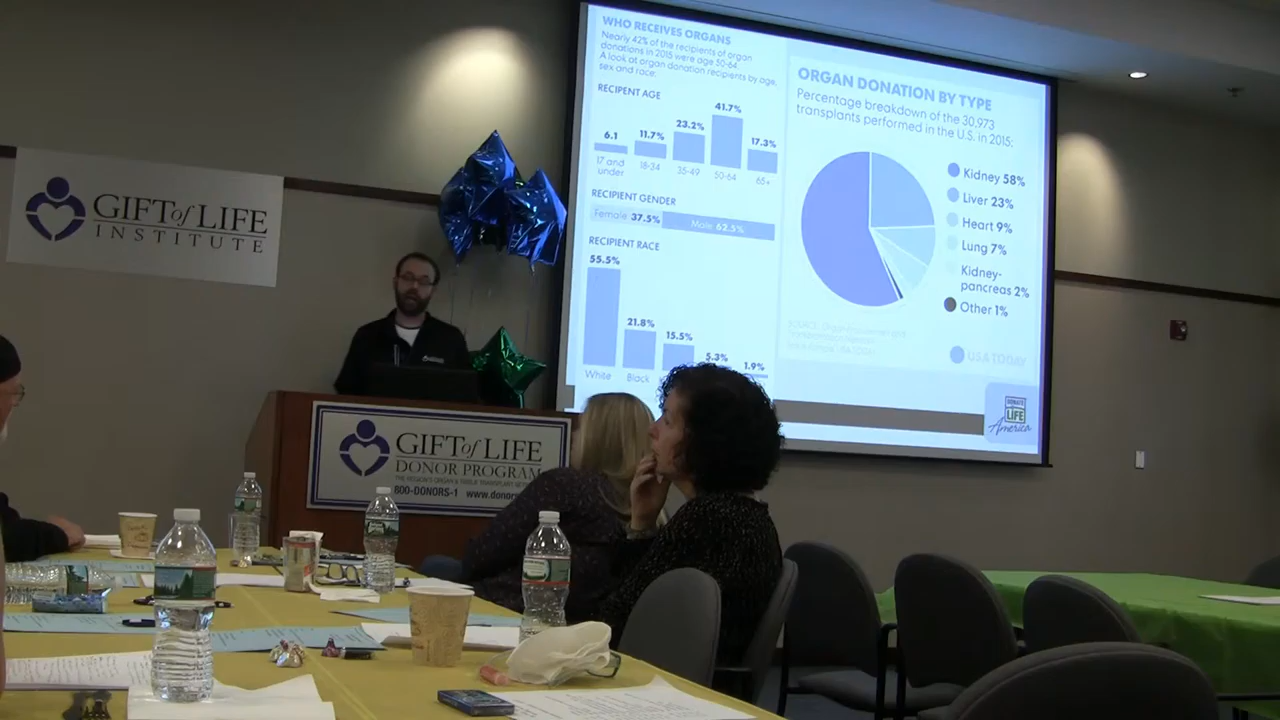 GIFT of LIFE
INSTITUTE
GIFT of LIFE
DONOR PROGRAM
800-DONORS-1 www.donors
WHO RECEIVES ORGANS
Nearly 42% of the recipients of organ
donations in 2015 were age 50-64.
A look at organ donation recipients by age,
sex and race:
RECIPIENT AGE
6.1 11.7% 23.2% 41.7% 17.3%
17 and
under 18-34 35-49 50-64 65+
RECIPIENT GENDER
Female 37.5% Male 62.5%
RECIPIENT RACE
55.5% 21.8% 15.5% 5.3% 1.9%
White Black
ORGAN DONATION BY TYPE
Percentage breakdown of the 30,973
transplants performed in the U.S. in 2015:
Kidney 58%
Liver 23%
Heart 9%
Lung 7%
Kidney-
pancreas 2%
Other 1%
USA TODAY
DONATE
LIFE
America